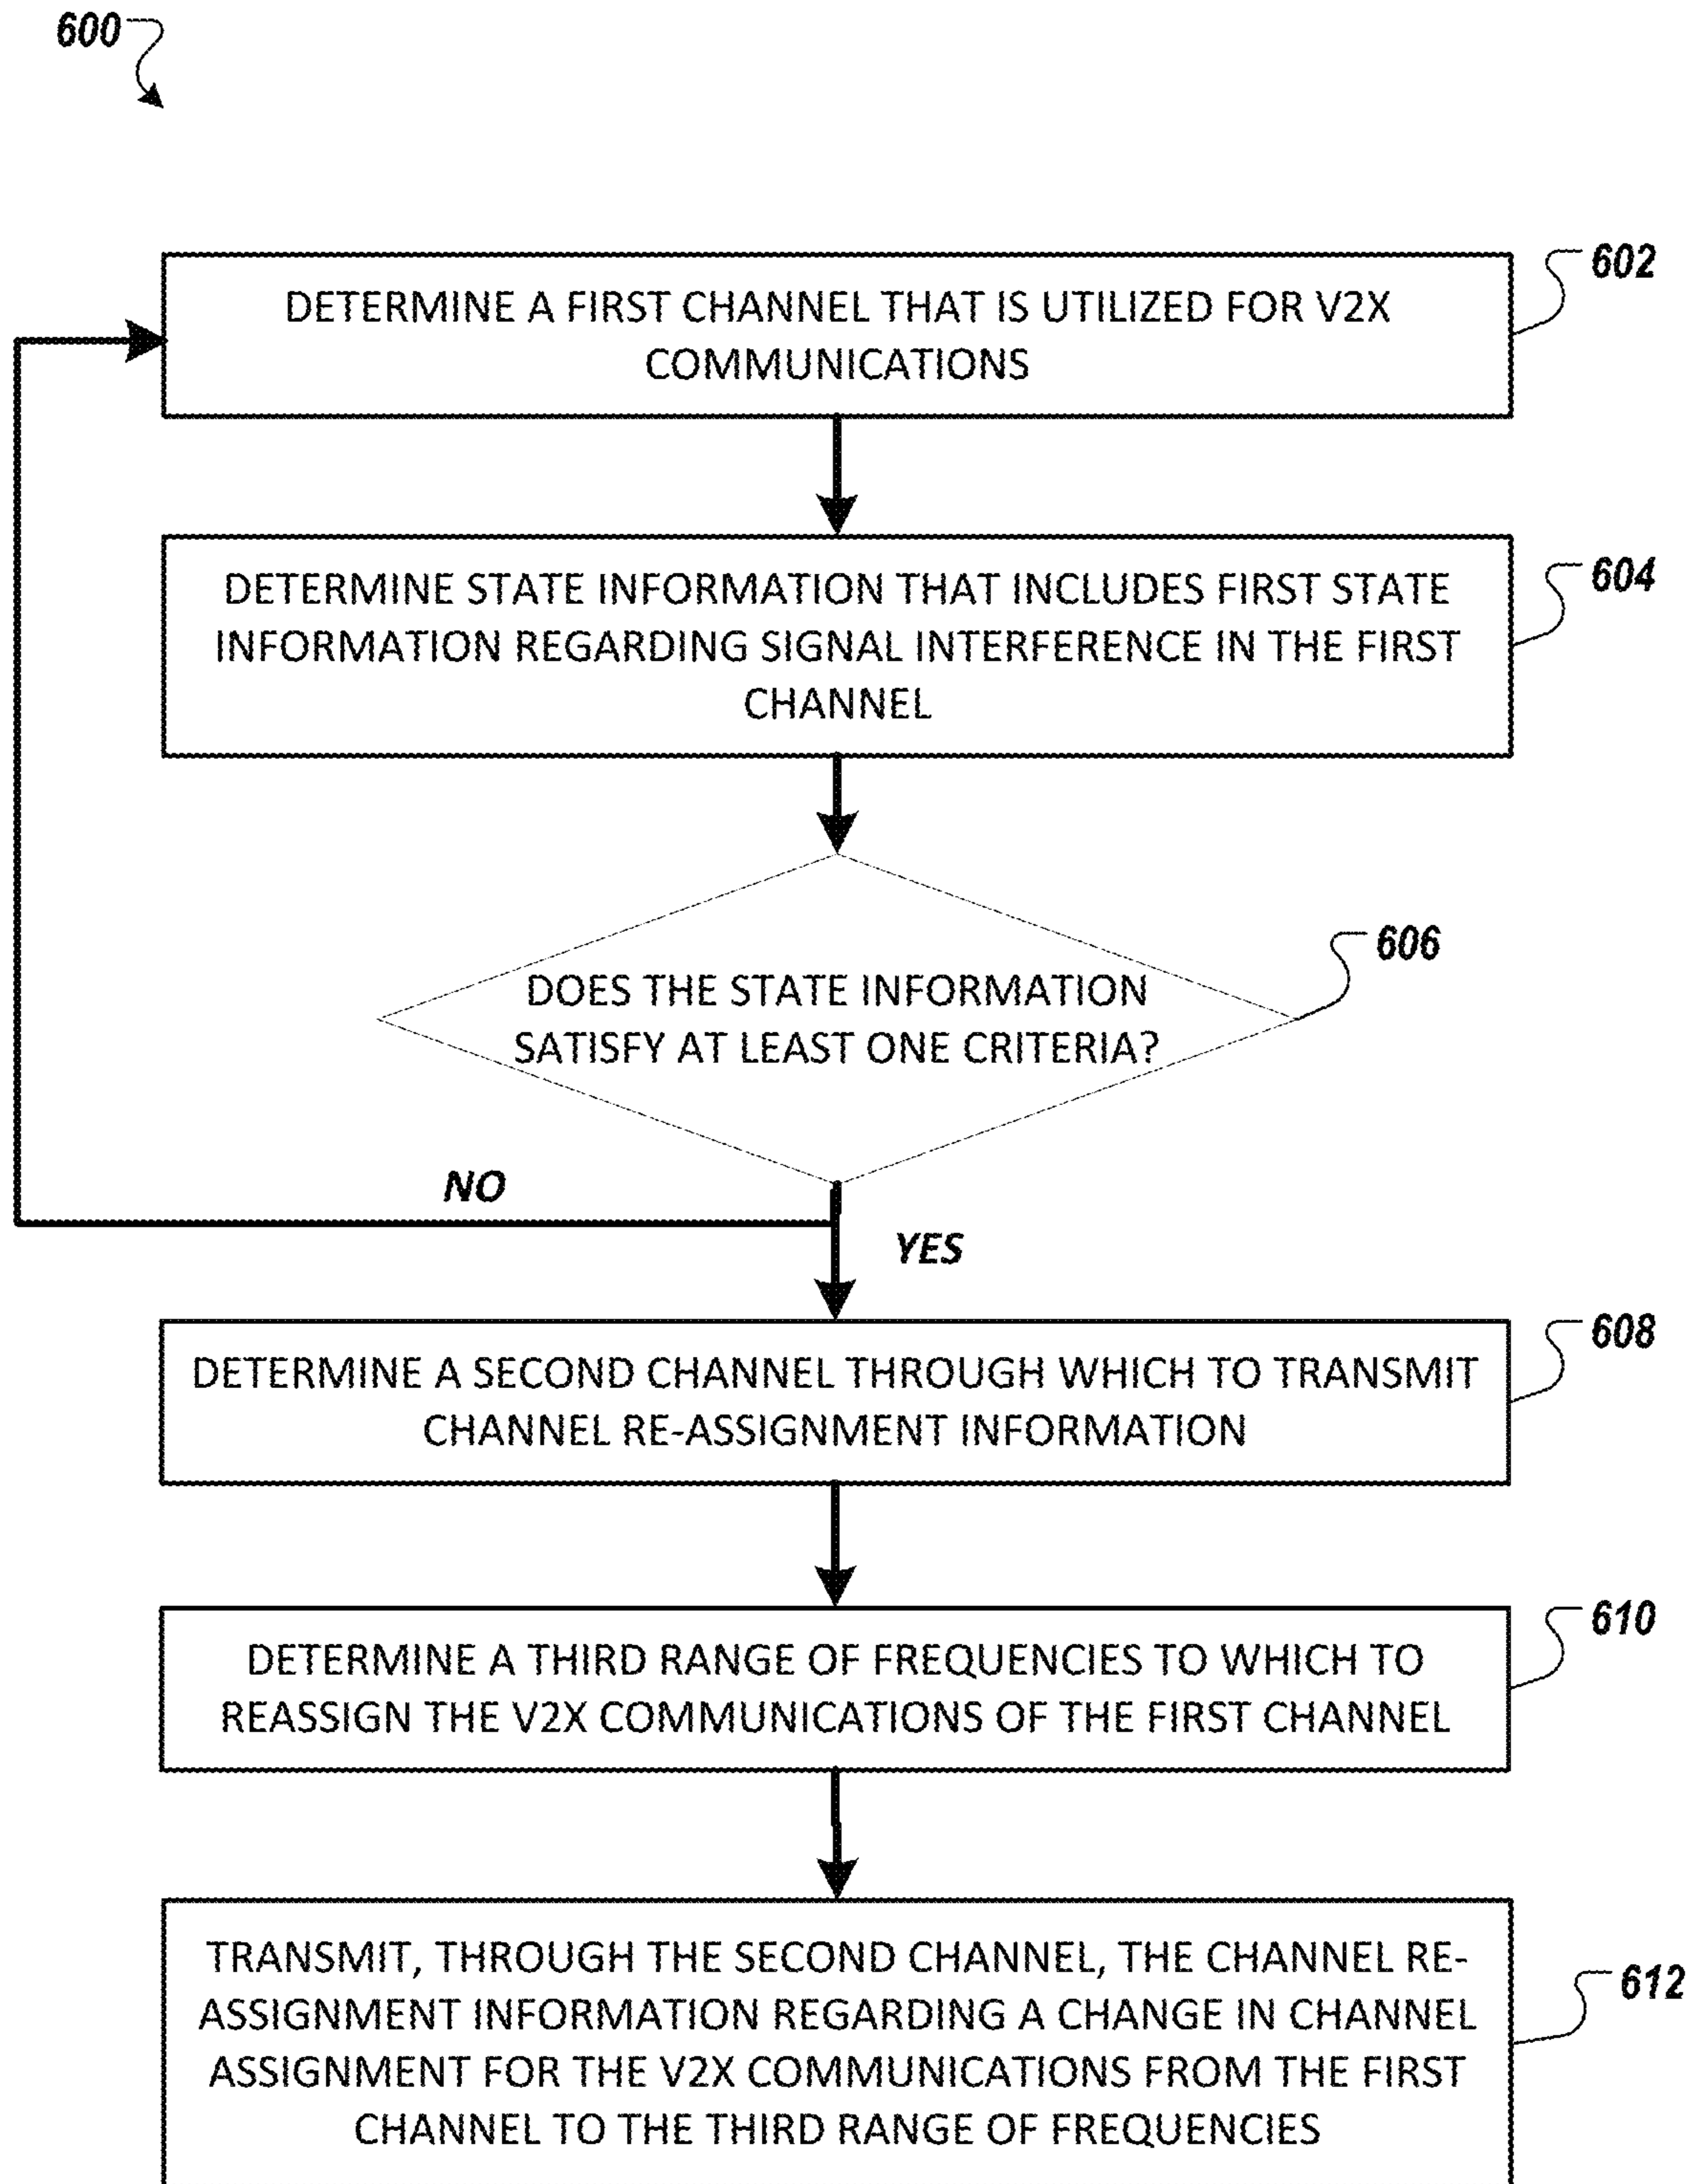 600
602
DETERMINE A FIRST CHANNEL THAT IS UTILIZED FOR V2X
COMMUNICATIONS
604
DETERMINE STATE INFORMATION THAT INCLUDES FIRST STATE
INFORMATION REGARDING SIGNAL INTERFERENCE IN THE FIRST
CHANNEL
606
DOES THE STATE INFORMATION
SATISFY AT LEAST ONE CRITERIA?
NO
YES
608
DETERMINE A SECOND CHANNEL THROUGH WHICH TO TRANSMIT
CHANNEL RE-ASSIGNMENT INFORMATION
610
DETERMINE A THIRD RANGE OF FREQUENCIES TO WHICH TO
REASSIGN THE V2X COMMUNICATIONS OF THE FIRST CHANNEL
612
TRANSMIT, THROUGH THE SECOND CHANNEL, THE CHANNEL RE-
ASSIGNMENT INFORMATION REGARDING A CHANGE IN CHANNEL
ASSIGNMENT FOR THE V2X COMMUNICATIONS FROM THE FIRST
CHANNEL TO THE THIRD RANGE OF FREQUENCIES